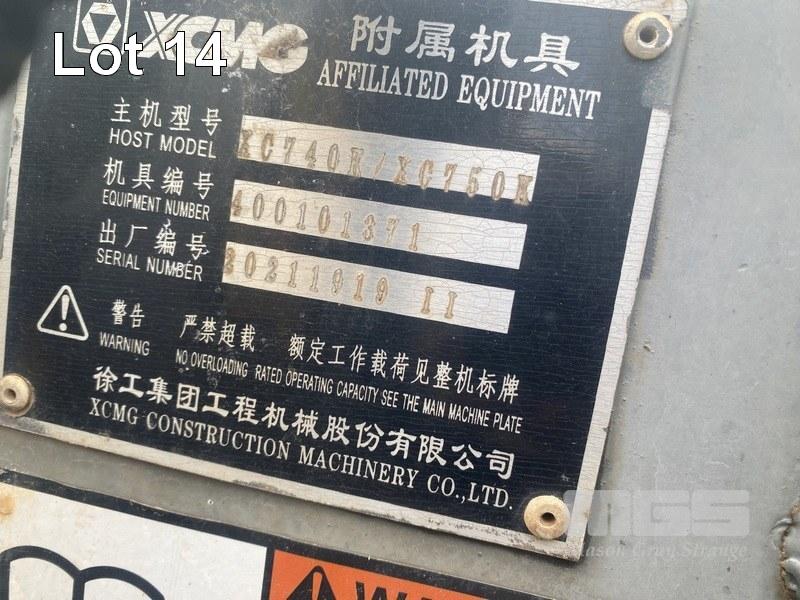 Lot 14
XCMG 附属机具
AFFILIATED EQUIPMENT
主机型号
HOST MODEL XC740K/XC750K
机具编号
EQUIPMENT NUMBER 400101371
出厂编号
SERIAL NUMBER 20211919 II
警告 严禁超载 额定工作载荷见整机标牌
WARNING NO OVERLOADING RATED OPERATING CAPACITY SEE THE MAIN MACHINE PLATE
徐工集团工程机械股份有限公司
XCMG CONSTRUCTION MACHINERY CO.,LTD.
MGS
Mason Gray Strange